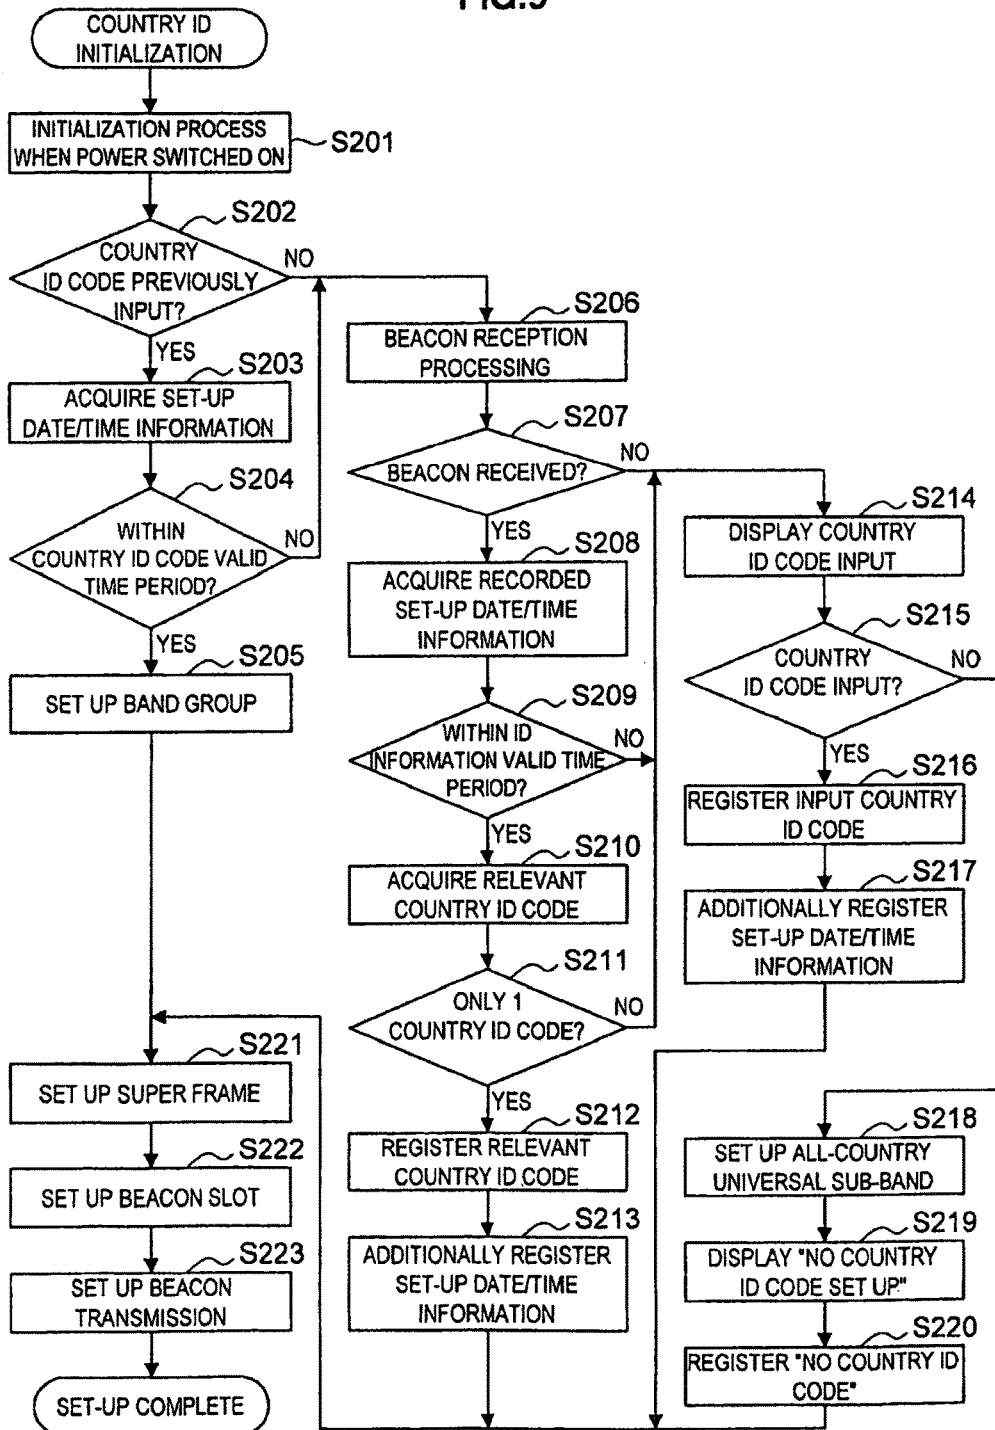 FIG.9
COUNTRY ID
INITIALIZATION
INITIALIZATION PROCESS
WHEN POWER SWITCHED ON
S201
S202
COUNTRY
ID CODE PREVIOUSLY
INPUT?
NO
YES
S203
ACQUIRE SET-UP
DATE/TIME INFORMATION
S204
WITHIN
COUNTRY ID CODE VALID
TIME PERIOD?
NO
YES
S205
SET UP BAND GROUP
S221
SET UP SUPER FRAME
S222
SET UP BEACON SLOT
S223
SET UP BEACON
TRANSMISSION
SET-UP COMPLETE
S206
BEACON RECEPTION
PROCESSING
S207
BEACON RECEIVED?
NO
YES
S208
ACQUIRE RECORDED
SET-UP DATE/TIME
INFORMATION
S209
WITHIN ID
INFORMATION VALID TIME
PERIOD?
NO
YES
S210
ACQUIRE RELEVANT
COUNTRY ID CODE
S211
ONLY 1
COUNTRY ID CODE?
NO
YES
S212
REGISTER RELEVANT
COUNTRY ID CODE
S213
ADDITIONALLY REGISTER
SET-UP DATE/TIME
INFORMATION
S214
DISPLAY COUNTRY
ID CODE INPUT
S215
COUNTRY
ID CODE INPUT?
NO
YES
S216
REGISTER INPUT COUNTRY
ID CODE
S217
ADDITIONALLY REGISTER
SET-UP DATE/TIME
INFORMATION
S218
SET UP ALL-COUNTRY
UNIVERSAL SUB-BAND
S219
DISPLAY "NO COUNTRY
ID CODE SET UP"
S220
REGISTER "NO COUNTRY ID
CODE"